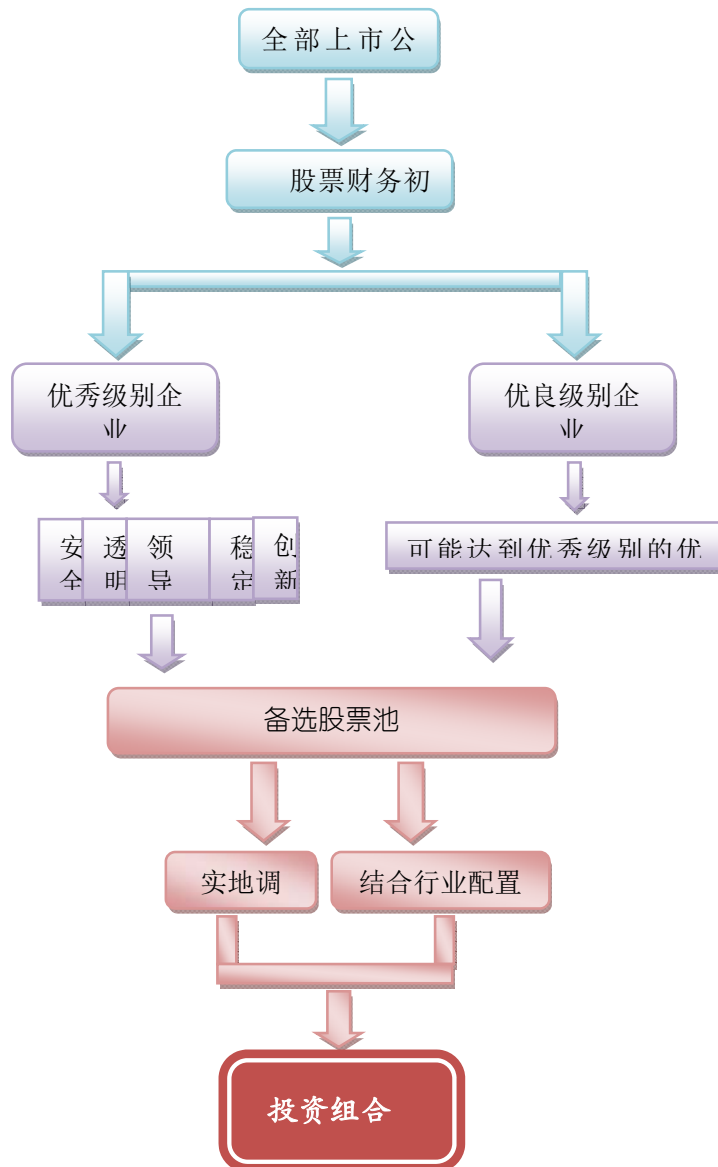 全部上市公
股票财务初
优秀级别企
业
优良级别企
业
安
全
透
明
领
导
稳
定
创
新
可能达到优秀级别的优
备选股票池
实地调
结合行业配置
投资组合